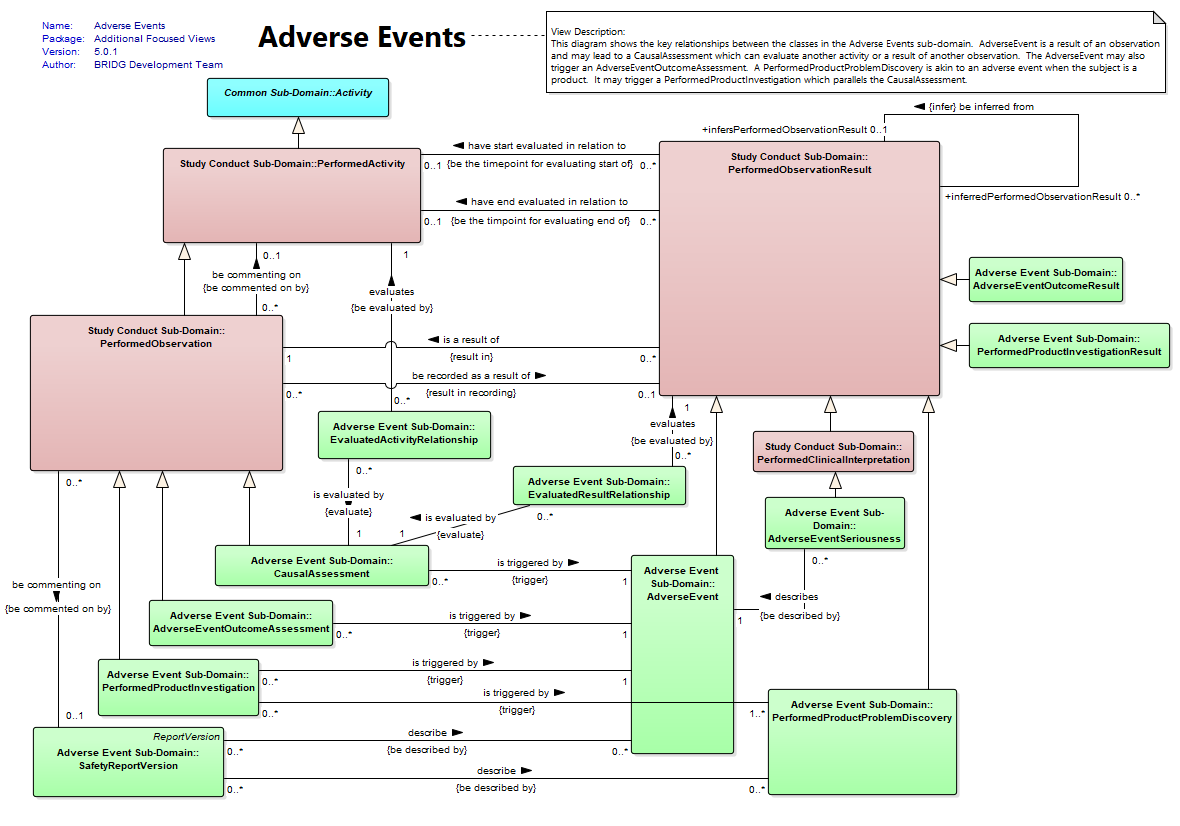 Name: Adverse Events
Package: Additional Focused Views
Version: 5.0.1
Author: BRIDG Development Team
Adverse Events
View Description:
This diagram shows the key relationships between the classes in the Adverse Events sub-domain. AdverseEvent is a result of an observation
and may lead to a CausalAssessment which can evaluate another activity or a result of another observation. The AdverseEvent may also
trigger an AdverseEventOutcomeAssessment. A PerformedProductProblemDiscovery is akin to an adverse event when the subject is a
product. It may trigger a PerformedProductInvestigation which parallels the CausalAssessment.
Common Sub-Domain::Activity
{infer} be inferred from
+infersPerformedObservationResult 0..1
Study Conduct Sub-Domain::PerformedActivity
have start evaluated in relation to
0..1 {be the timepoint for evaluating start of} 0..*
Study Conduct Sub-Domain::
PerformedObservationResult
+inferredPerformedObservationResult 0..*
have end evaluated in relation to
0..1 {be the timpoint for evaluating end of} 0..*
0..1
be commenting on
{be commented on by}
0..*
1
evaluates
{be evaluated by}
0..*
Adverse Event Sub-Domain::
AdverseEventOutcomeResult
Study Conduct Sub-Domain::
PerformedObservation
is a result of
1 {result in} 0..*
Adverse Event Sub-Domain::
PerformedProductInvestigationResult
be recorded as a result of
0..* {result in recording} 0..1
Adverse Event Sub-Domain::
EvaluatedActivityRelationship
1
evaluates
{be evaluated by}
0..*
Study Conduct Sub-Domain::
PerformedClinicalInterpretation
0..*
is evaluated by
{evaluate}
1
Adverse Event Sub-Domain::
EvaluatedResultRelationship
0..*
is evaluated by
{evaluate}
1
Adverse Event Sub-
Domain::
AdverseEventSeriousness
0..*
describes
{be described by}
1
0..*
be commenting on
{be commented on by}
0..1
Adverse Event Sub-Domain::
CausalAssessment
is triggered by
0..* {trigger} 1
Adverse Event
Sub-Domain::
AdverseEvent
Adverse Event Sub-Domain::
AdverseEventOutcomeAssessment
is triggered by
0..* {trigger} 1
Adverse Event Sub-Domain::
PerformedProductInvestigation
is triggered by
0..* {trigger} 1
is triggered by
0..* {trigger} 1..*
Adverse Event Sub-Domain::
PerformedProductProblemDiscovery
ReportVersion
Adverse Event Sub-Domain::
SafetyReportVersion
describe
0..* {be described by} 0..*
describe
0..* {be described by} 0..*